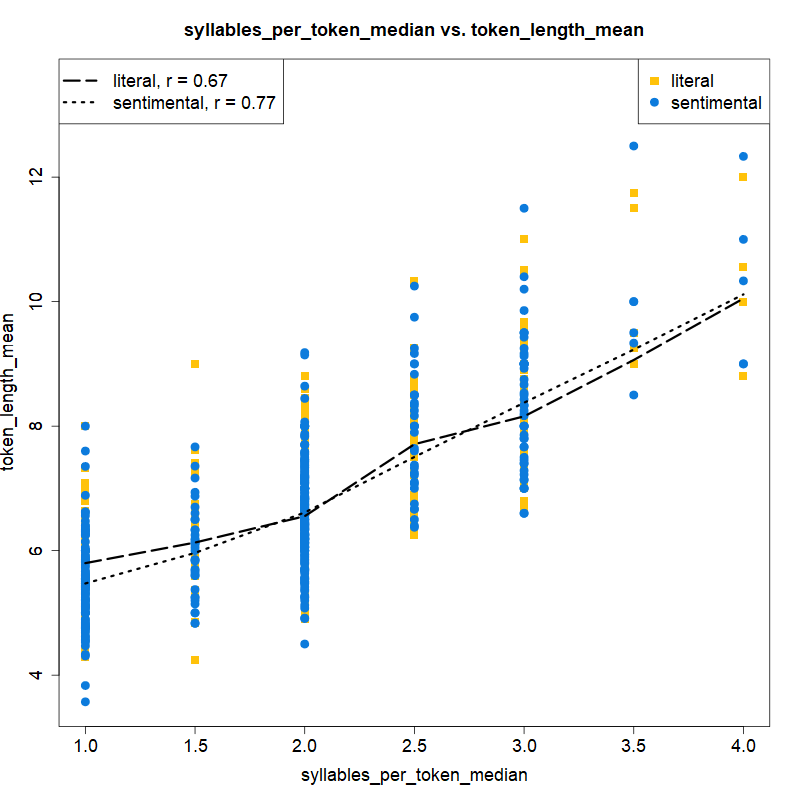 syllables_per_token_median vs. token_length_mean
literal, r = 0.67
sentimental, r = 0.77
literal
sentimental
token_length_mean
12
10
8
6
4
1.0 1.5 2.0 2.5 3.0 3.5 4.0
syllables_per_token_median